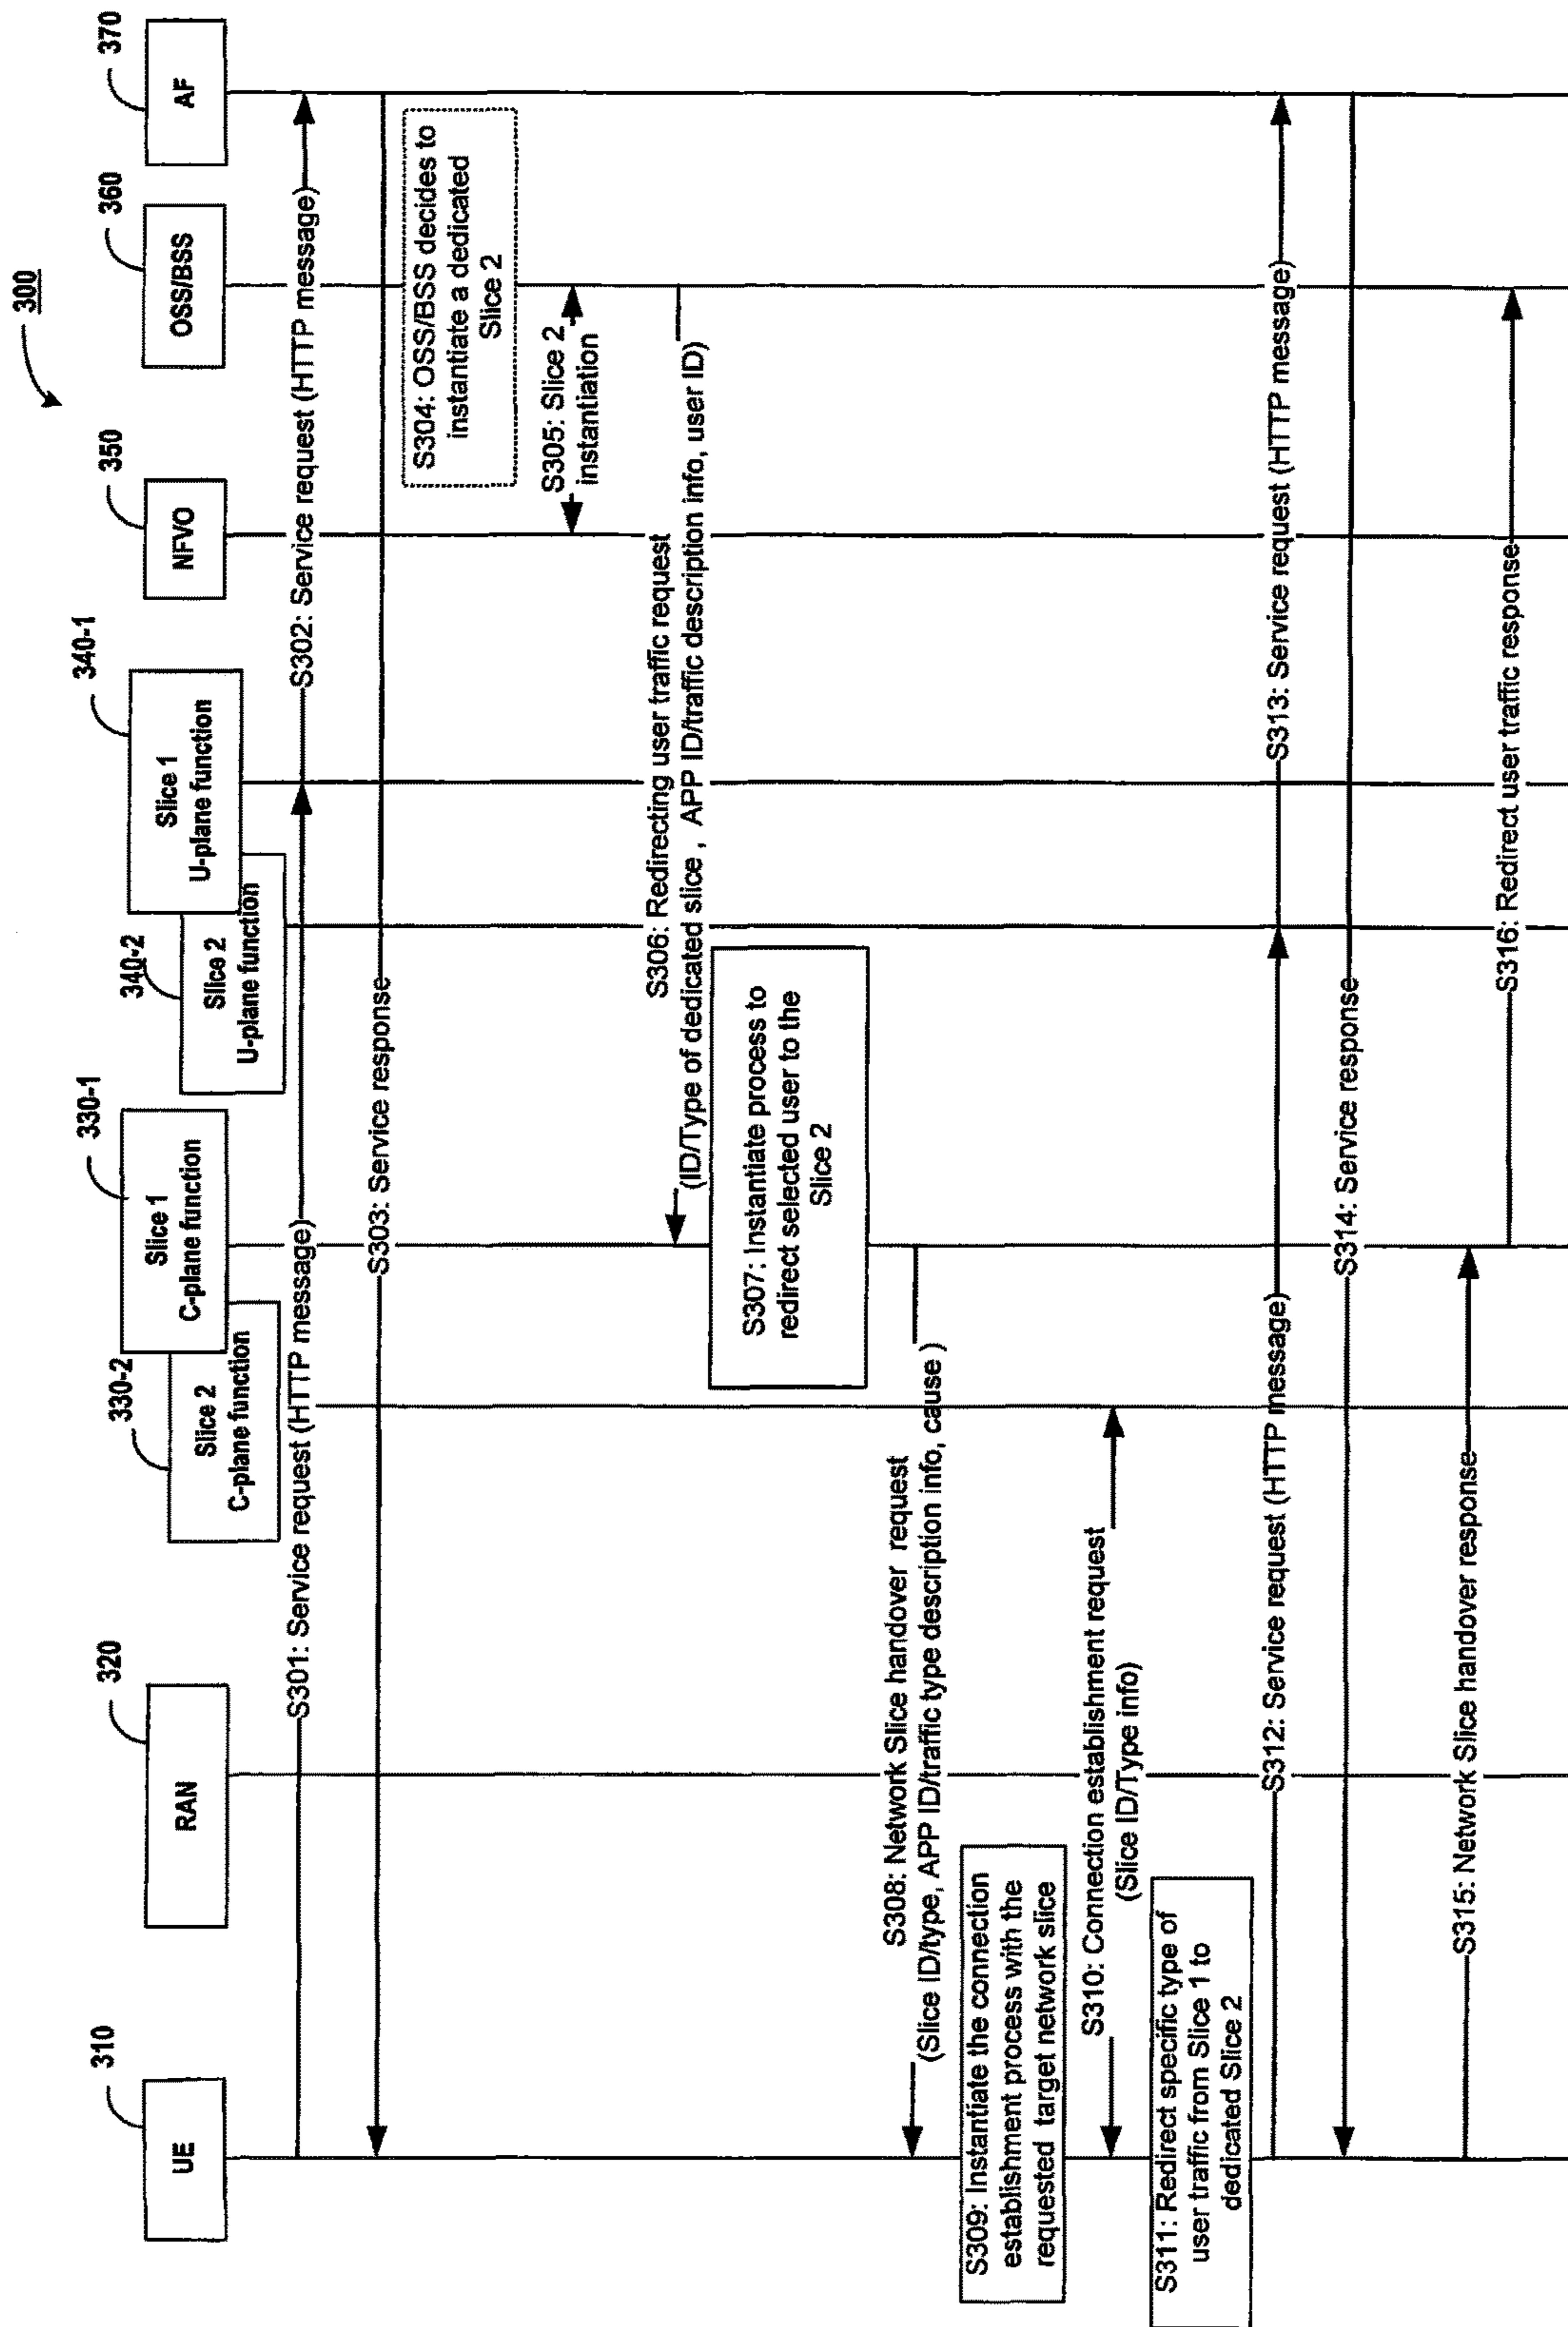 300
310
UE
320
RAN
330-2
Slice 2
C-plane function
330-1
Slice 1
C-plane function
340-2
Slice 2
U-plane function
340-1
Slice 1
U-plane function
350
NFVO
360
OSS/BSS
370
AF
S301: Service request (HTTP message)
S302: Service request (HTTP message)
S303: Service response
S304: OSS/BSS decides to
instantiate a dedicated
Slice 2
S305: Slice 2
instantiation
S306: Redirecting user traffic request
(ID/Type of dedicated slice , APP ID/traffic description info, user ID)
S307: Instantiate process to
redirect selected user to the
Slice 2
S308: Network Slice handover request
(Slice ID/type, APP ID/traffic type description info, cause )
S309: Instantiate the connection
establishment process with the
requested target network slice
S310: Connection establishment request
(Slice ID/Type info)
S311: Redirect specific type of
user traffic from Slice 1 to
dedicated Slice 2
S312: Service request (HTTP message)
S313: Service request (HTTP message)
S314: Service response
S315: Network Slice handover response
S316: Redirect user traffic response